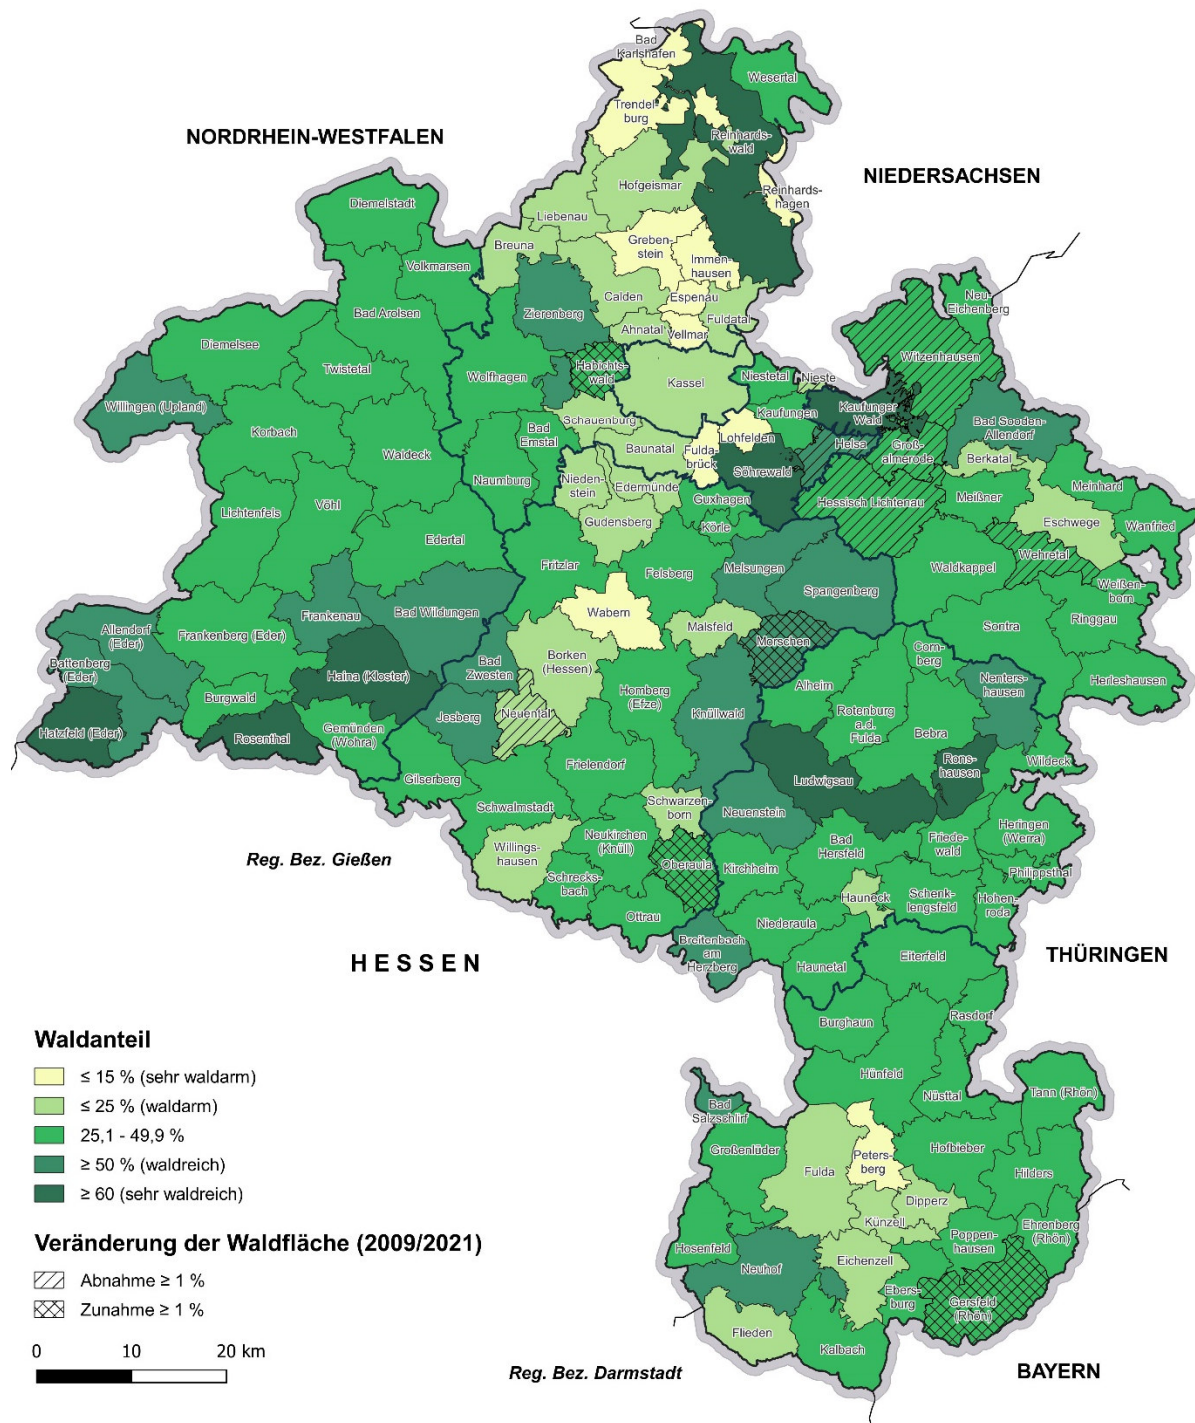 Bad
Karlshafen
Wesertal
Trendel-
burg
NORDRHEIN-WESTFALEN
Reinhards-
wald
NIEDERSACHSEN
Hofgeismar
Reinhards-
hagen
Diemelstadt
Liebenau
Breuna
Greben-
stein
Immen-
hausen
Volkmarsen
Neu-
Eichenberg
Calden
Espenau
Zierenberg
Bad Arolsen
Ahnatal
Vellmar
Fuldatal
Diemelsee
Witzenhausen
Twistetal
Habichts-
wald
Wolfhagen
Kassel
Niestetal
Nieste
Willingen (Upland)
Kaufungen
Kaufunger
Wald
Schauenburg
Korbach
Bad
Emstal
Lohfelden
Bad Sooden-
Allendorf
Waldeck
Baunatal
Fulda-
brück
Helsa
Groß-
almerode
Berkatal
Söhrewald
Naumburg
Nieden-
stein
Edermünde
Meinhard
Guxhagen
Hessisch Lichtenau
Meißner
Lichtenfels
Vöhl
Gudensberg
Körle
Eschwege
Wanfried
Edertal
Wehretal
Fritzlar
Felsberg
Melsungen
Waldkappel
Spangenberg
Weißen-
born
Frankenau
Bad Wildungen
Wabern
Ringgau
Allendorf
(Eder)
Frankenberg (Eder)
Malsfeld
Sontra
Morschen
Battenberg
(Eder)
Bad
Zwesten
Borken
(Hessen)
Corn-
berg
Haina (Kloster)
Herleshausen
Burgwald
Homberg
(Efze)
Alheim
Nenters-
hausen
Knüllwald
Neuental
Jesberg
Rotenburg
a.d.
Fulda
Hatzfeld (Eder)
Rosenthal
Gemünden
(Wohra)
Bebra
Rons-
hausen
Wildeck
Frielendorf
Gilserberg
Ludwigsau
Schwalmstadt
Schwarzen-
born
Neuenstein
Heringen
(Werra)
Neukirchen
(Knüll)
Bad
Hersfeld
Friede-
wald
Willings-
hausen
Reg. Bez. Gießen
Oberaula
Kirchheim
Philippsthal
Schrecks-
bach
Hauneck
Schenk-
lengsfeld
Hohen-
roda
Ottrau
Niederaula
Breitenbach
am
Herzberg
HESSEN
Haunetal
Eiterfeld
THÜRINGEN
Burghaun
Rasdorf
Waldanteil
≤ 15 % (sehr waldarm)
≤ 25 % (waldarm)
25,1 - 49,9 %
≥ 50 % (waldreich)
≥ 60 (sehr waldreich)
Hünfeld
Nüsttal
Tann (Rhön)
Bad
Salzschlirf
Großenlüder
Fulda
Peters-
berg
Hofbieber
Hilders
Dipperz
Künzell
Ehrenberg
(Rhön)
Poppen-
hausen
Hosenfeld
Neuhof
Eichenzell
Ebers-
burg
Gersfeld
(Rhön)
Flieden
Kalbach
Veränderung der Waldfläche (2009/2021)
Abnahme ≥ 1 %
Zunahme ≥ 1 %
0 10 20 km
Reg. Bez. Darmstadt
BAYERN